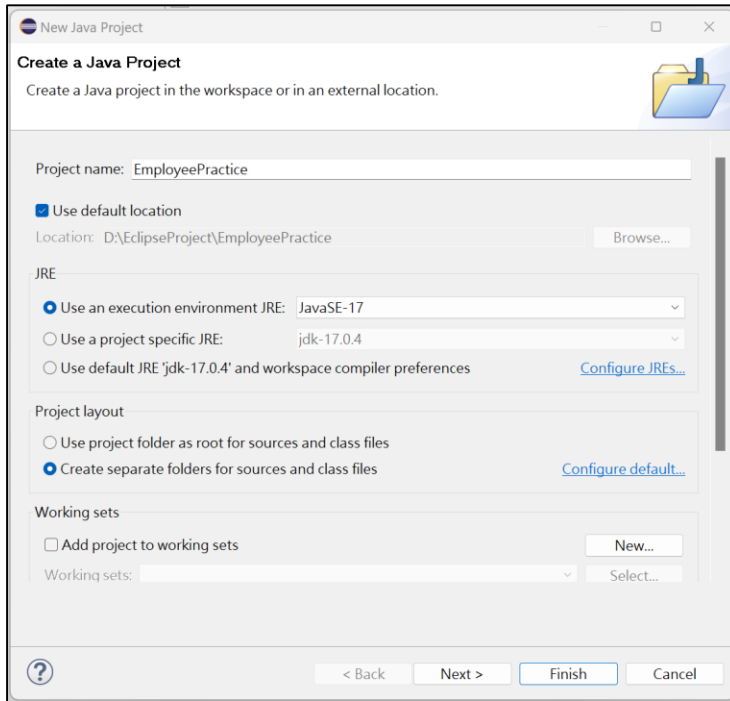 New Java Project
Create a Java Project
Create a Java project in the workspace or in an external location.
Project name: EmployeePractice
Use default location
Location: D:\EclipseProject\EmployeePractice Browse...
JRE
Use an execution environment JRE: JavaSE-17
Use a project specific JRE: jdk-17.0.4
Use default JRE 'jdk-17.0.4' and workspace compiler preferences Configure JREs...
Project layout
Use project folder as root for sources and class files
Create separate folders for sources and class files Configure default...
Working sets
Add project to working sets New...
Working sets: Select...
? < Back Next > Finish Cancel